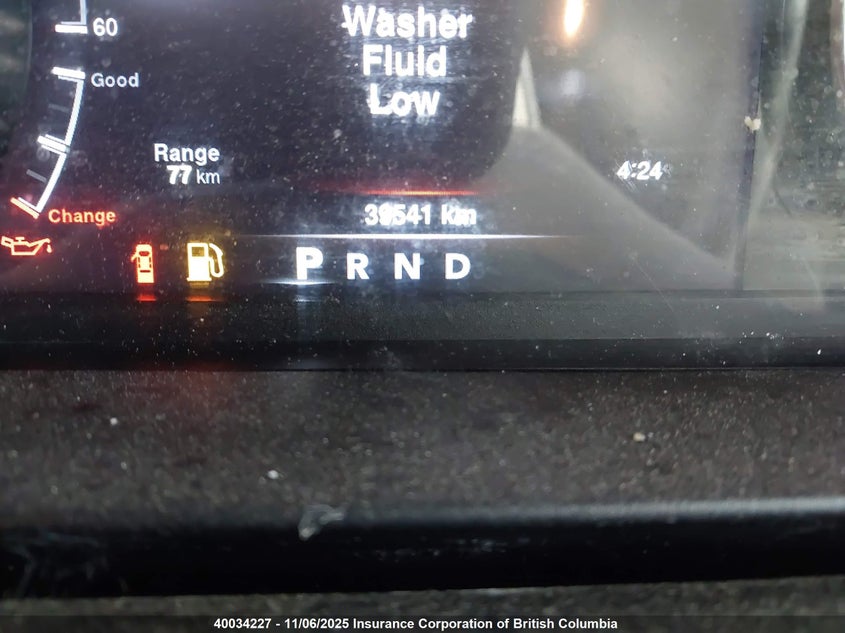 60
Good
Washer
Fluid
Low
Range
77 km
4:24
Change
39541 km
P R N D
40034227 - 11/06/2025 Insurance Corporation of British Columbia